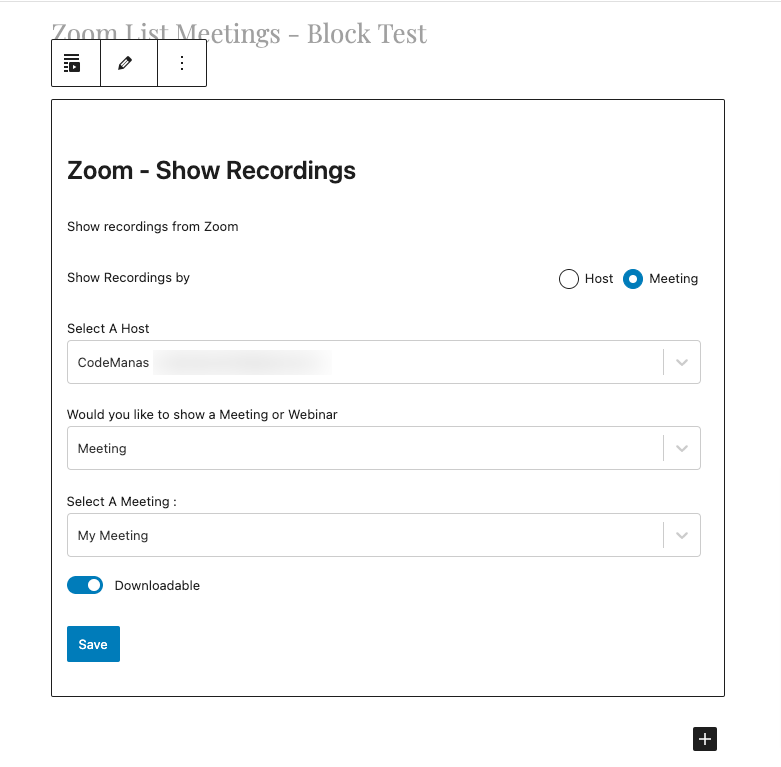 Zoom List Meetings - Block Test
Zoom - Show Recordings
Show recordings from Zoom
Show Recordings by
Host Meeting
Select A Host
CodeManas
Would you like to show a Meeting or Webinar
Meeting
Select A Meeting :
My Meeting
Downloadable
Save